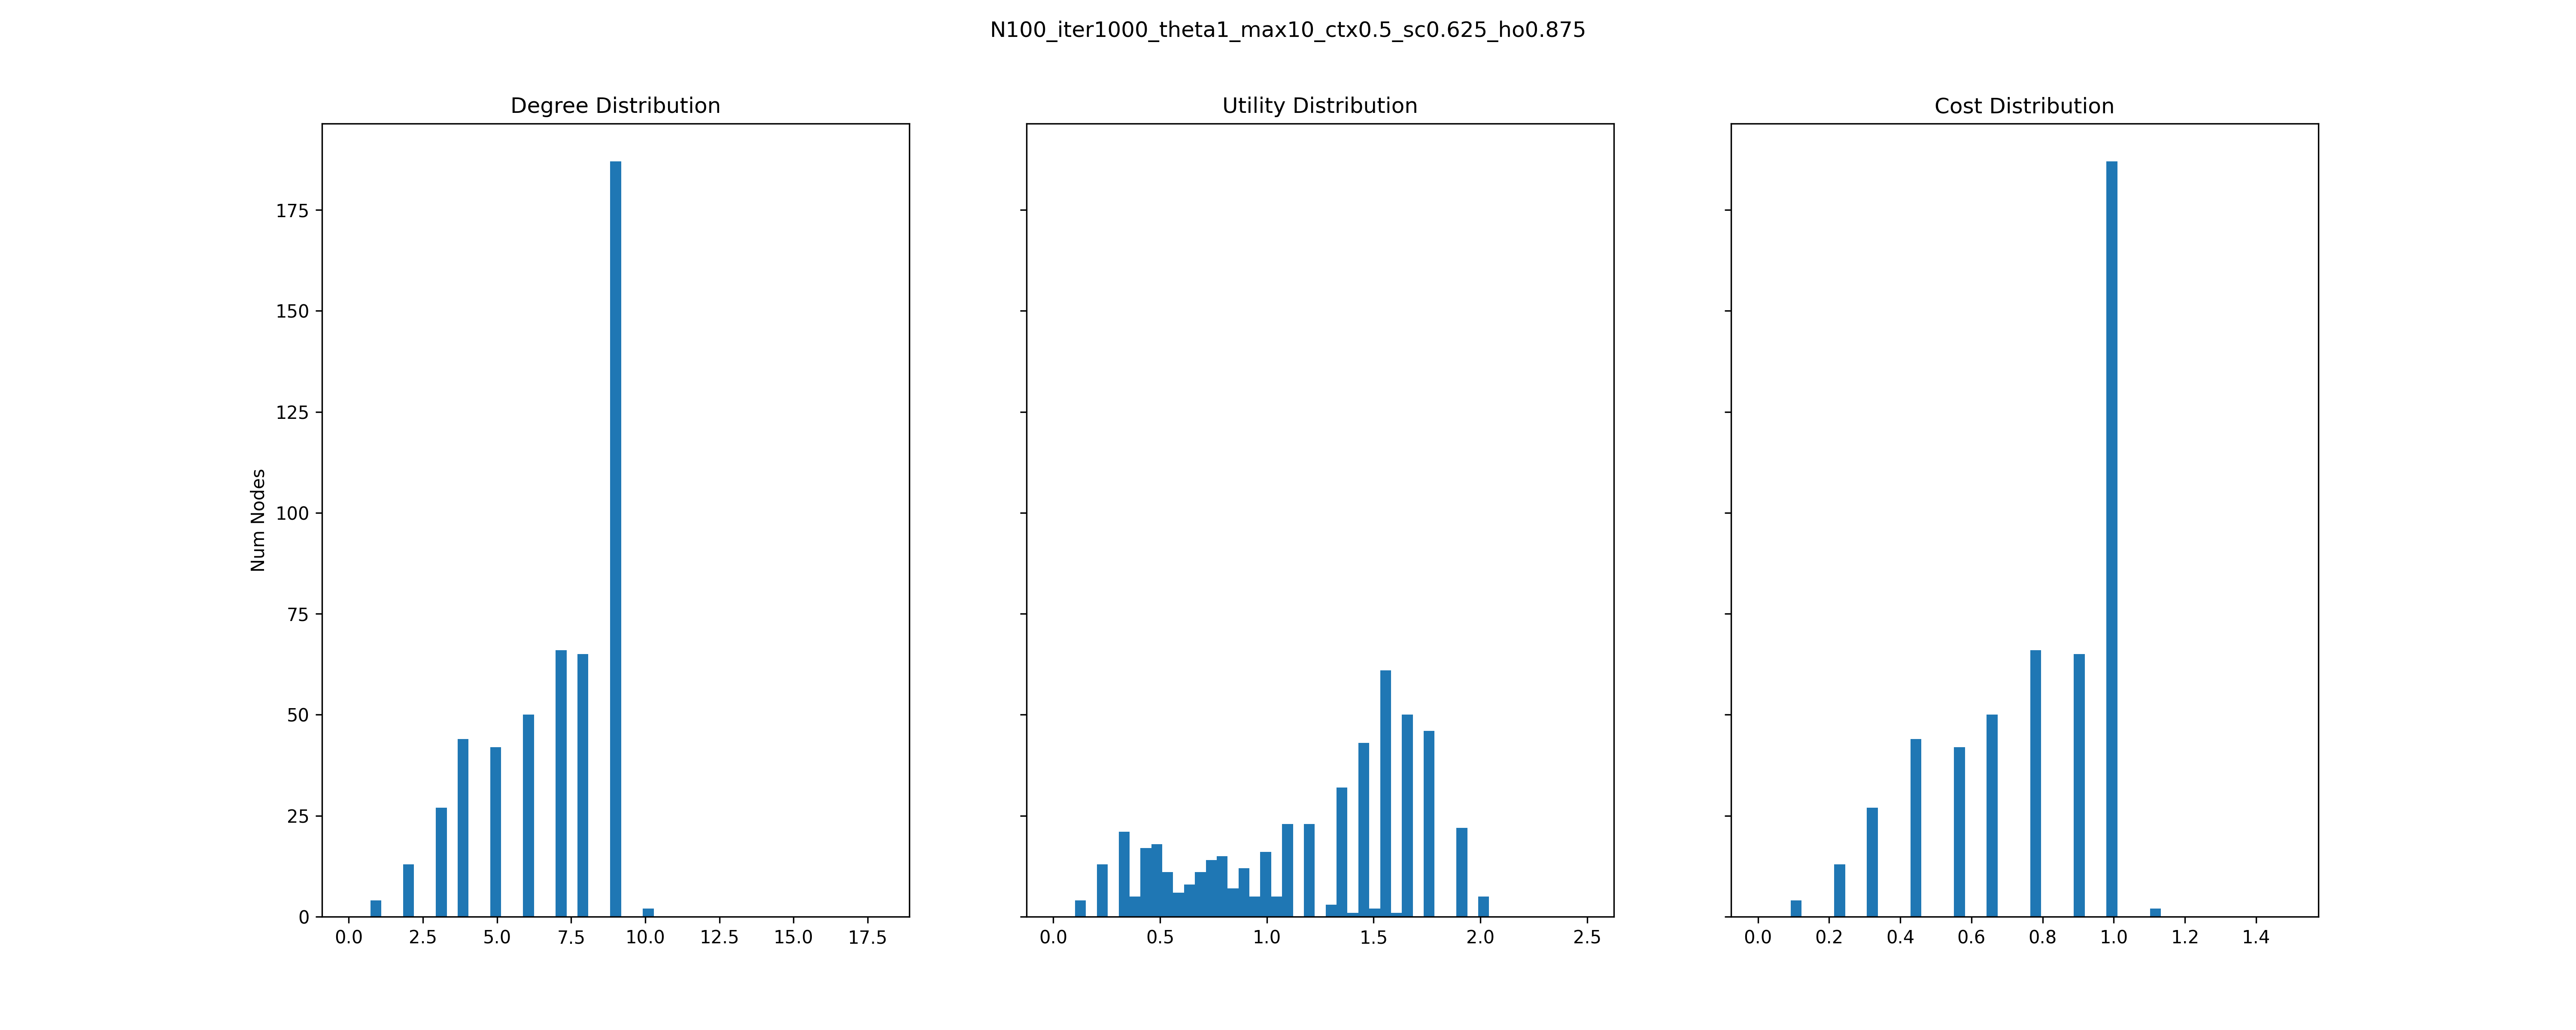 N100_iter1000_theta1_max10_ctx0.5_sc0.625_ho0.875
Degree Distribution
Utility Distribution
Cost Distribution
Num Nodes
175
150
125
100
75
50
25
0
0.0 2.5 5.0 7.5 10.0 12.5 15.0 17.5
0.0 0.5 1.0 1.5 2.0 2.5
0.0 0.2 0.4 0.6 0.8 1.0 1.2 1.4